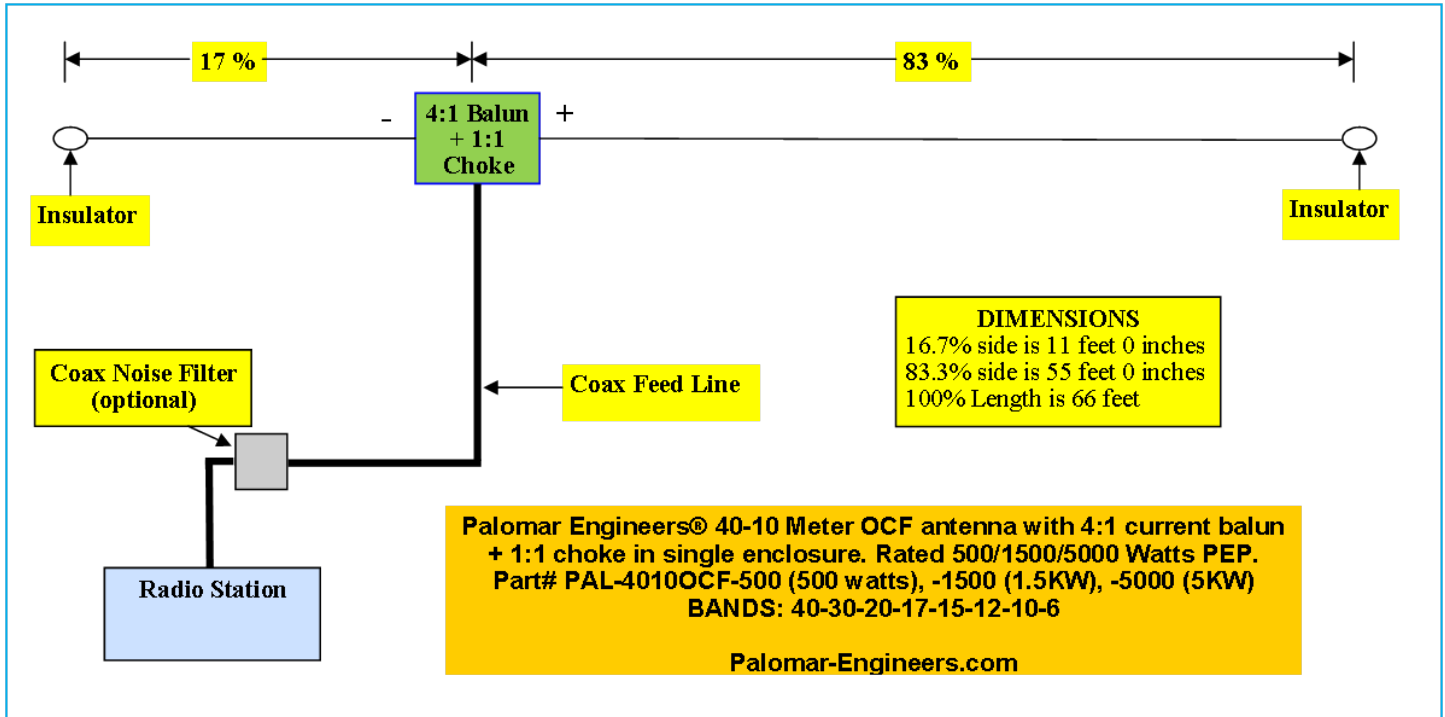 17 %
83 %
4:1 Balun
+ 1:1
Choke
-
+
Insulator
Insulator
DIMENSIONS
16.7% side is 11 feet 0 inches
83.3% side is 55 feet 0 inches
100% Length is 66 feet
Coax Noise Filter
(optional)
Coax Feed Line
Radio Station
Palomar Engineers® 40-10 Meter OCF antenna with 4:1 current balun
+ 1:1 choke in single enclosure. Rated 500/1500/5000 Watts PEP.
Part# PAL-4010OCF-500 (500 watts), -1500 (1.5KW), -5000 (5KW)
BANDS: 40-30-20-17-15-12-10-6
Palomar-Engineers.com